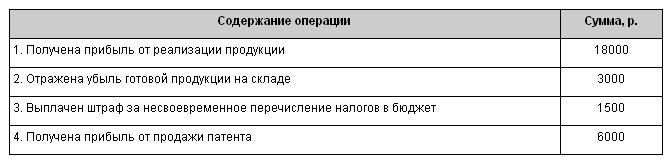 Содержание операции Сумма, р.
1. Получена прибыль от реализации продукции 18000
2. Отражена убыль готовой продукции на складе 3000
3. Выплачен штраф за несвоевременное перечисление налогов в бюджет 1500
4. Получена прибыль от продажи патента 6000